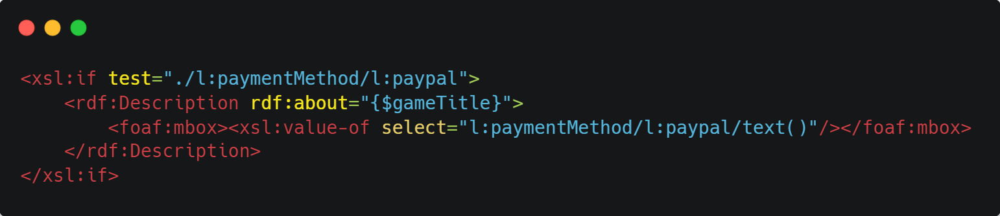 <xsl:if test="./l:paymentMethod/l:paypal">
    <rdf:Description rdf:about="{$gameTitle}">
        <foaf:mbox><xsl:value-of select="l:paymentMethod/l:paypal/text()"/></foaf:mbox>
    </rdf:Description>
</xsl:if>